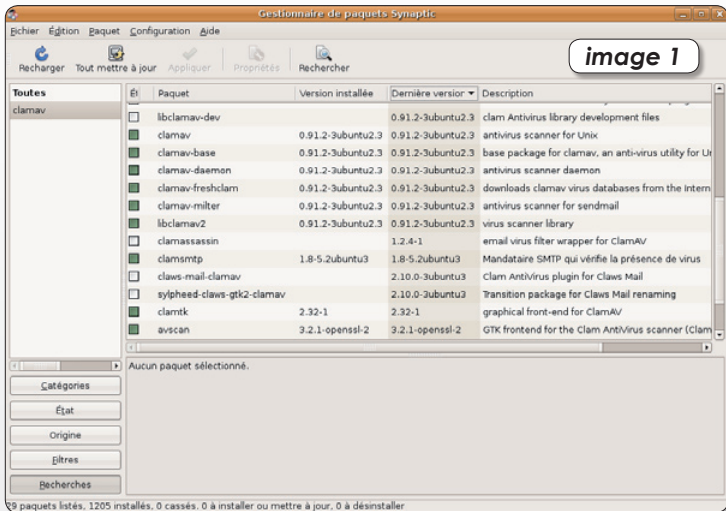 Gestionnaire de paquets Synaptic
Fichier Édition Paquet Configuration Aide
Recharger Tout mettre à jour Appliquer Propriétés Rechercher
image 1
Toutes
clamav
Ét Paquet Version installée Dernière version Description
libclamav-dev 0.91.2-3ubuntu2.3 clam Antivirus library development files
clamav 0.91.2-3ubuntu2.3 0.91.2-3ubuntu2.3 antivirus scanner for Unix
clamav-base 0.91.2-3ubuntu2.3 0.91.2-3ubuntu2.3 base package for clamav, an anti-virus utility for Un
clamav-daemon 0.91.2-3ubuntu2.3 0.91.2-3ubuntu2.3 antivirus scanner daemon
clamav-freshclam 0.91.2-3ubuntu2.3 0.91.2-3ubuntu2.3 downloads clamav virus databases from the Intern
clamav-milter 0.91.2-3ubuntu2.3 0.91.2-3ubuntu2.3 antivirus scanner for sendmail
libclamav2 0.91.2-3ubuntu2.3 0.91.2-3ubuntu2.3 virus scanner library
clamassassin 1.2.4-1 email virus filter wrapper for ClamAV
clamsmtp 1.8-5.2ubuntu3 1.8-5.2ubuntu3 Mandataire SMTP qui vérifie la présence de virus
claws-mail-clamav 2.10.0-3ubuntu3 Clam AntiVirus plugin for Claws Mail
sylpheed-claws-gtk2-clamav 2.10.0-3ubuntu3 Transition package for Claws Mail renaming
clamtk 2.32-1 2.32-1 graphical front-end for ClamAV
avscan 3.2.1-openssl-2 3.2.1-openssl-2 GTK frontend for the Clam AntiVirus scanner (Clam
Aucun paquet sélectionné.
Catégories
État
Origine
Filtres
Recherches
29 paquets listés, 1205 installés, 0 cassés. 0 à installer ou mettre à jour, 0 à désinstaller